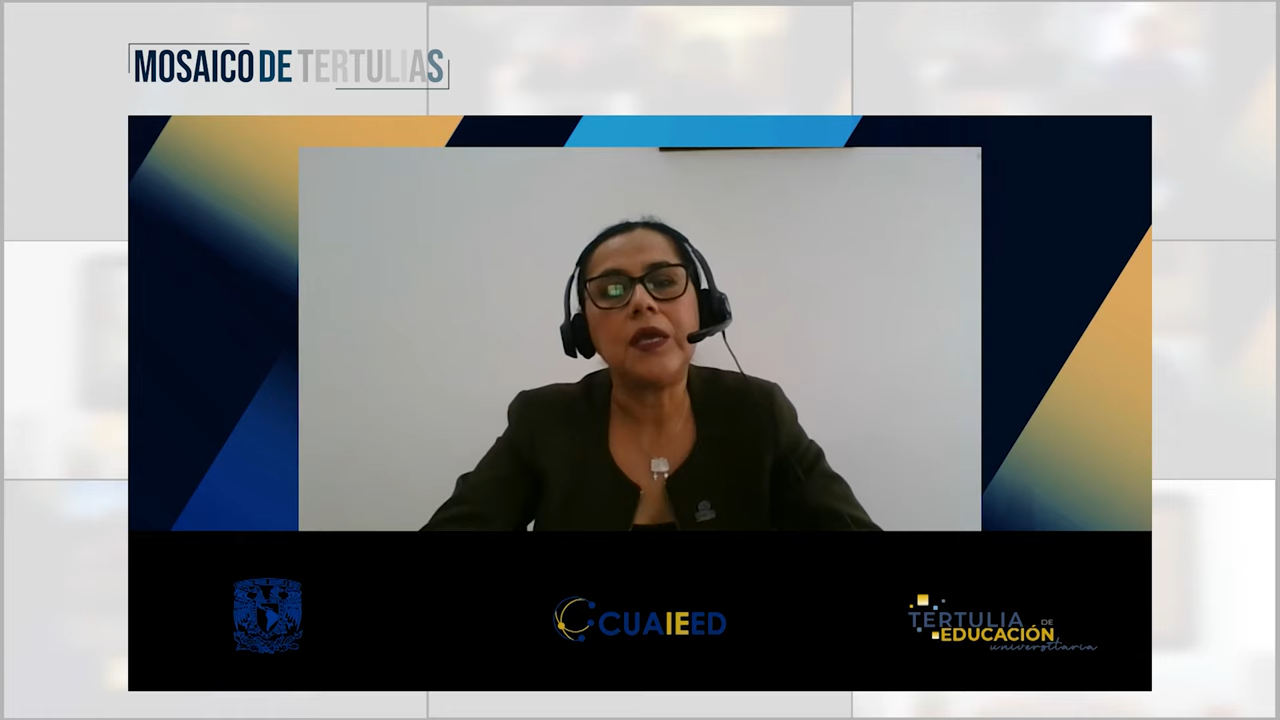 MOSAICO DE TERTULIAS
CUAIEED
TERTULIA DE
EDUCACIÓN
universitaria